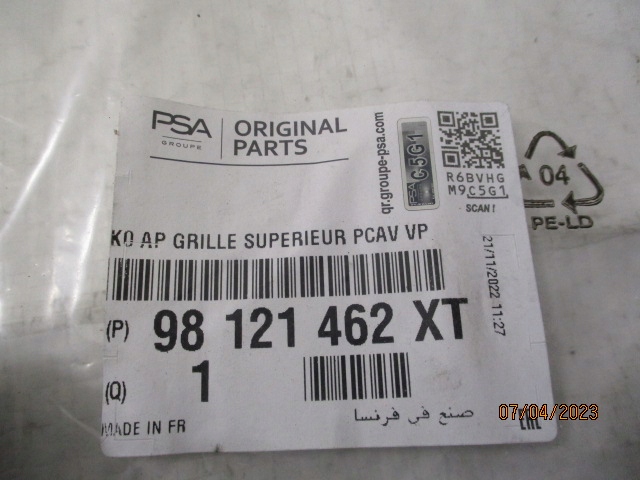 PSA
GROUPE
ORIGINAL
PARTS
qr.groupe-psa.com
PSA C5G1
R6BVHG
M9C5G1
SCAN!
04
PE-LD
K0 AP GRILLE SUPERIEUR PCAV VP
21/11/2022 11:27
(P) 98 121 462 XT
(Q) 1
صنع في فرنسا
MADE IN FR
EAC
07/04/2023